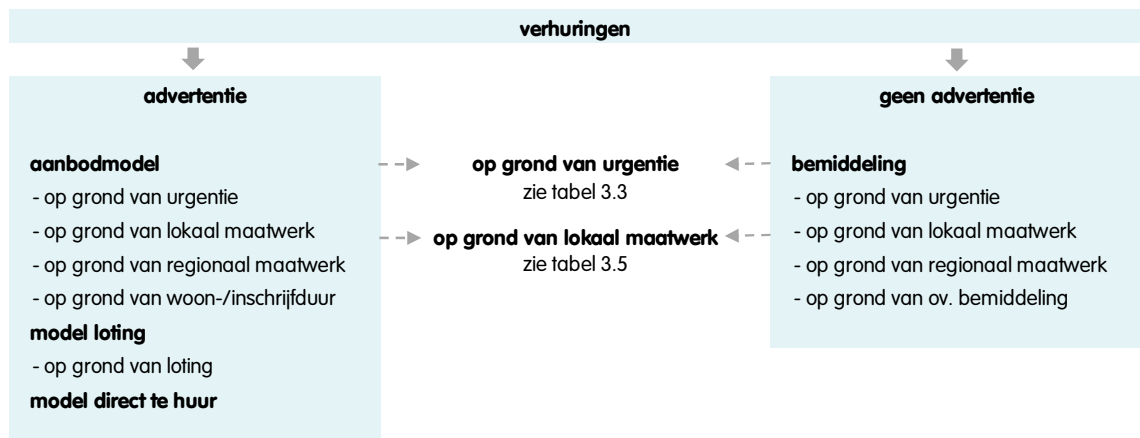 verhuringen
advertentie
aanbodmodel
- op grond van urgentie
- op grond van lokaal maatwerk
- op grond van regionaal maatwerk
- op grond van woon-/inschrijfduur
model loting
- op grond van loting
model direct te huur
op grond van urgentie
zie tabel 3.3
op grond van lokaal maatwerk
zie tabel 3.5
geen advertentie
bemiddeling
- op grond van urgentie
- op grond van lokaal maatwerk
- op grond van regionaal maatwerk
- op grond van ov. bemiddeling